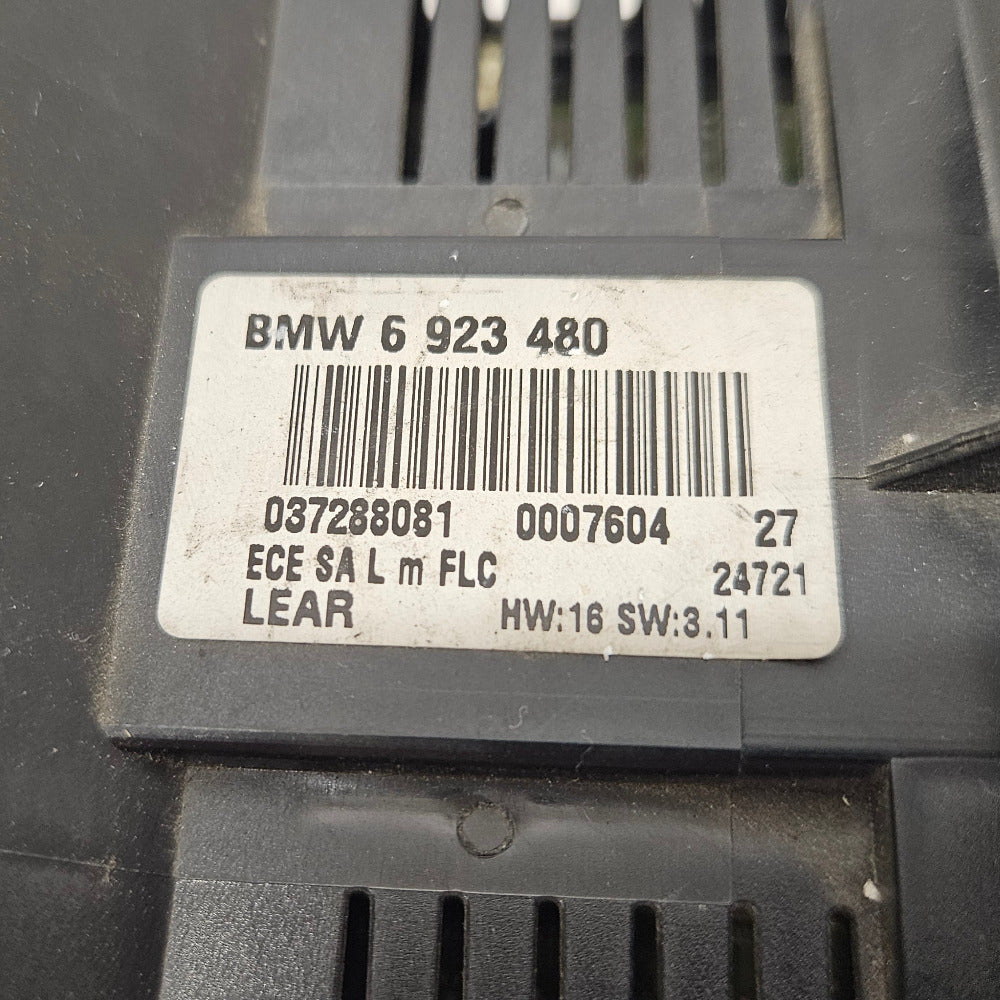 BMW 6 923 480
037288081 0007604 27
ECE SA L m FLC 24721
LEAR HW:16 SW:3.11